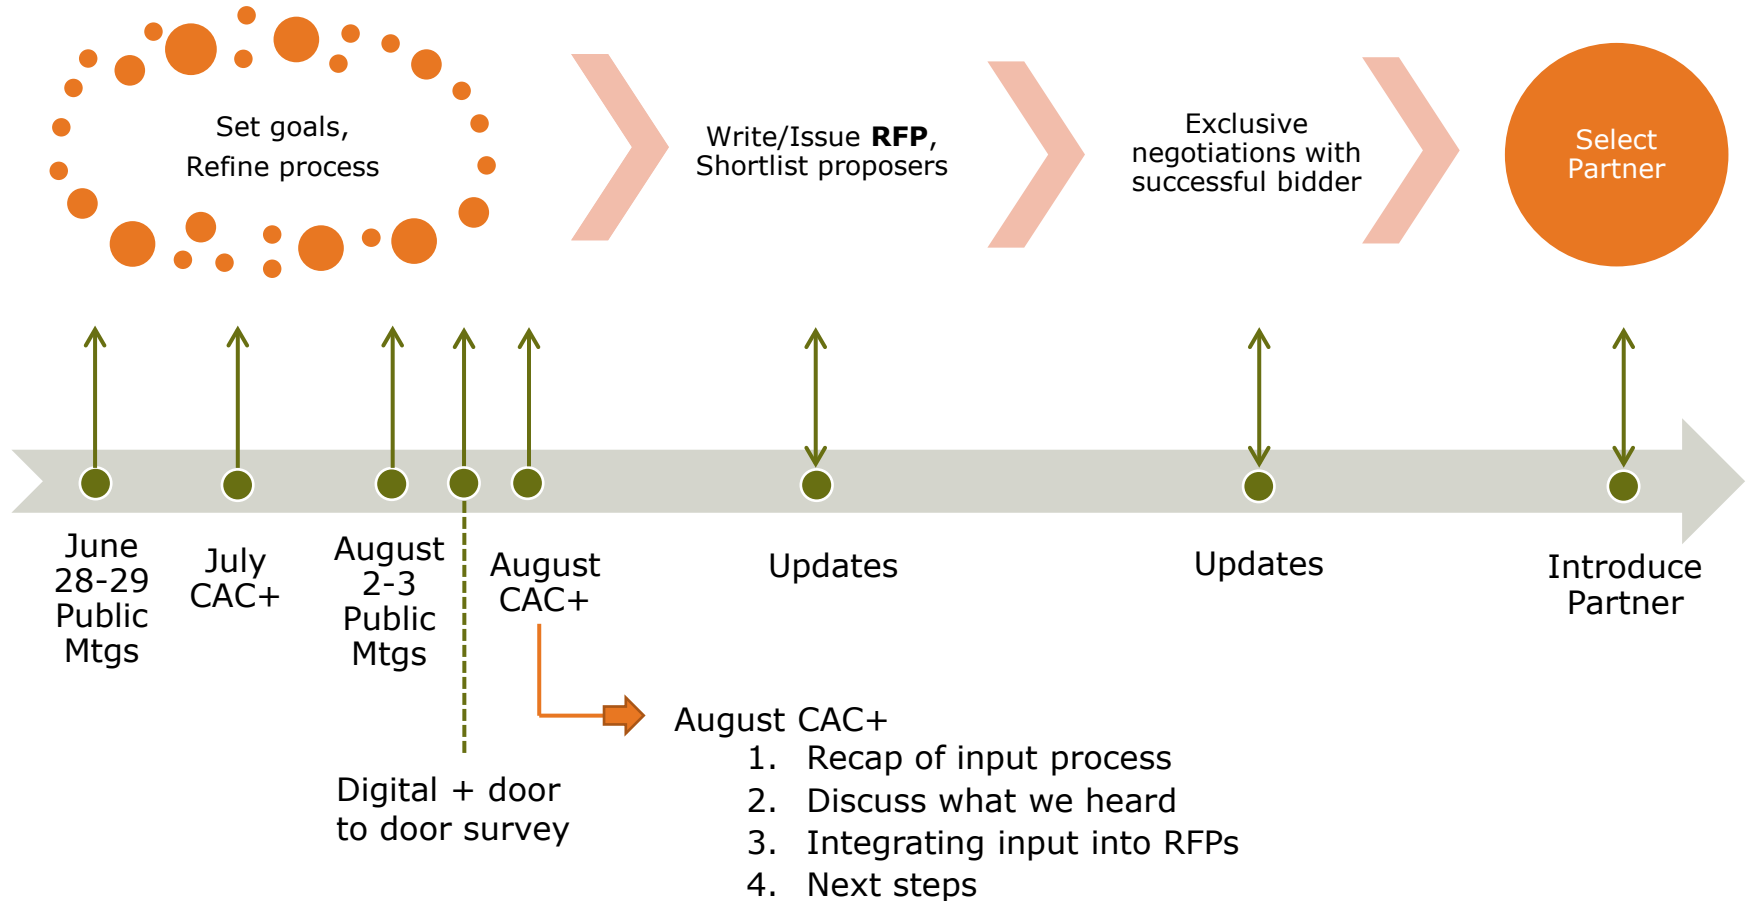 Set goals,
Refine process
Write/Issue RFP,
Shortlist proposers
Exclusive
negotiations with
successful bidder
Select
Partner
June
28-29
Public
Mtgs
July
CAC+
August
2-3
Public
Mtgs
August
CAC+
Updates
Updates
Introduce
Partner
Digital + door
to door survey
August CAC+
1. Recap of input process
2. Discuss what we heard
3. Integrating input into RFPs
4. Next steps